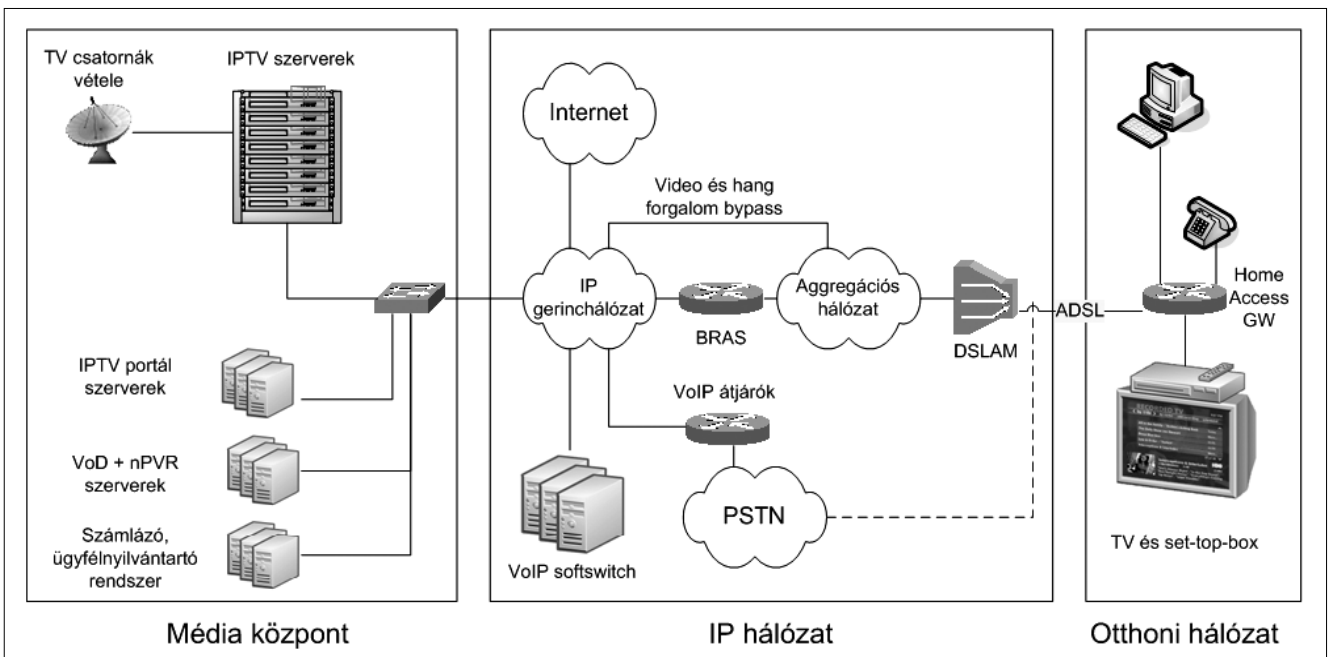 TV csatornák
vétele
IPTV szerverek
IPTV portál
szerverek
VoD + nPVR
szerverek
Számlázó,
ügyfélnyilvántartó
rendszer
Média központ
Internet
Video és hang
forgalom bypass
IP
gerinchálózat
BRAS
Aggregációs
hálózat
DSLAM
VoIP átjárók
PSTN
VoIP softswitch
IP hálózat
ADSL
Home
Access
GW
TV és set-top-box
Otthoni hálózat